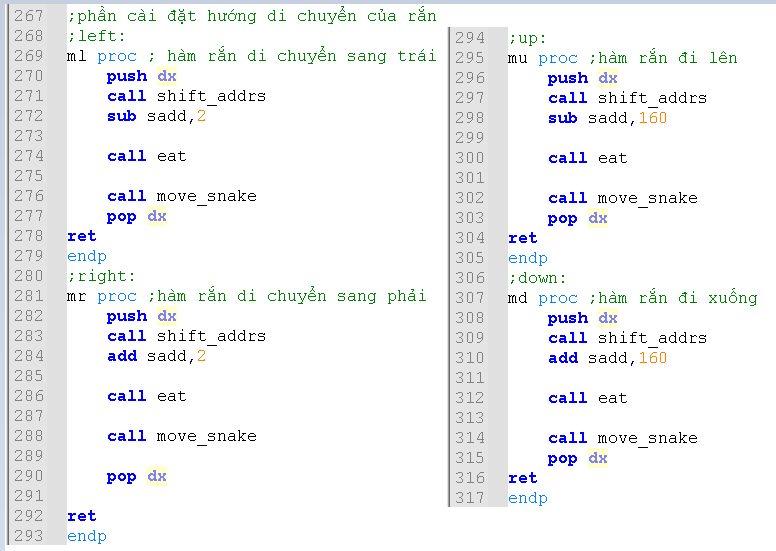 267 ;phần cài đặt hướng di chuyển của rắn
268 ;left:
269 ml proc ; hàm rắn di chuyển sang trái
270 push dx
271 call shift_addrs
272 sub sadd,2
273
274 call eat
275
276 call move_snake
277 pop dx
278 ret
279 endp
280 ;right:
281 mr proc ;hàm rắn di chuyển sang phải
282 push dx
283 call shift_addrs
284 add sadd,2
285
286 call eat
287
288 call move_snake
289
290 pop dx
291
292 ret
293 endp
294 ;up:
295 mu proc ;hàm rắn đi lên
296 push dx
297 call shift_addrs
298 sub sadd,160
299
300 call eat
301
302 call move_snake
303 pop dx
304 ret
305 endp
306 ;down:
307 md proc ;hàm rắn đi xuống
308 push dx
309 call shift_addrs
310 add sadd,160
311
312 call eat
313
314 call move_snake
315 pop dx
316 ret
317 endp